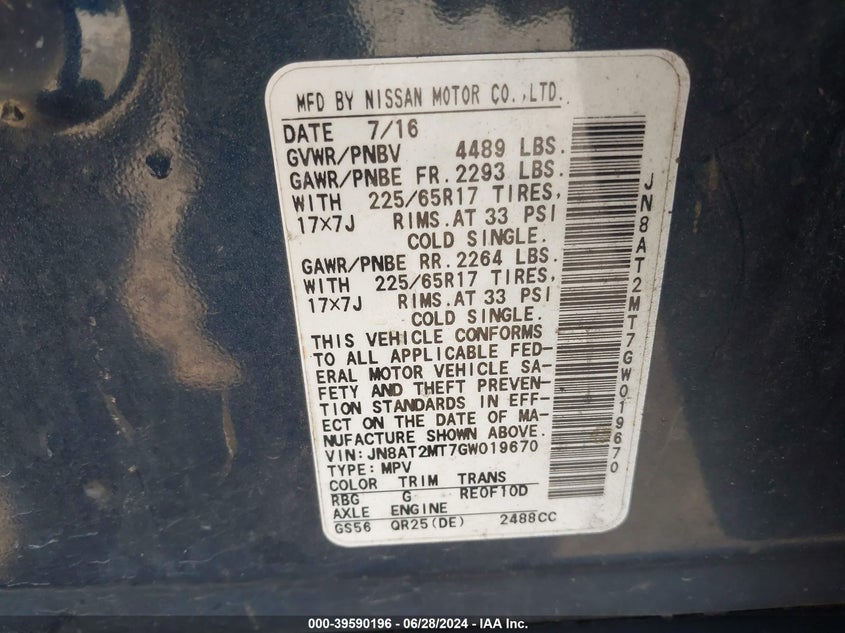 MFD BY NISSAN MOTOR CO.,LTD.
DATE 7/16
GVWR/PNBV 4489 LBS.
GAWR/PNBE FR.2293 LBS.
WITH 225/65R17 TIRES,
17×7J RIMS.AT 33 PSI
COLD SINGLE.
GAWR/PNBE RR.2264 LBS.
WITH 225/65R17 TIRES,
17×7J RIMS.AT 33 PSI
COLD SINGLE.
THIS VEHICLE CONFORMS
TO ALL APPLICABLE FED-
ERAL MOTOR VEHICLE SA-
FETY AND THEFT PREVEN-
TION STANDARDS IN EFF-
ECT ON THE DATE OF MA-
NUFACTURE SHOWN ABOVE.
VIN:JN8AT2MT7GW019670
TYPE:MPV
COLOR TRIM TRANS
RBG G RE0F10D
AXLE ENGINE
GS56 QR25(DE) 2488CC
JN8AT2MT7GW019670
000-39590196 - 06/28/2024 - IAA Inc.